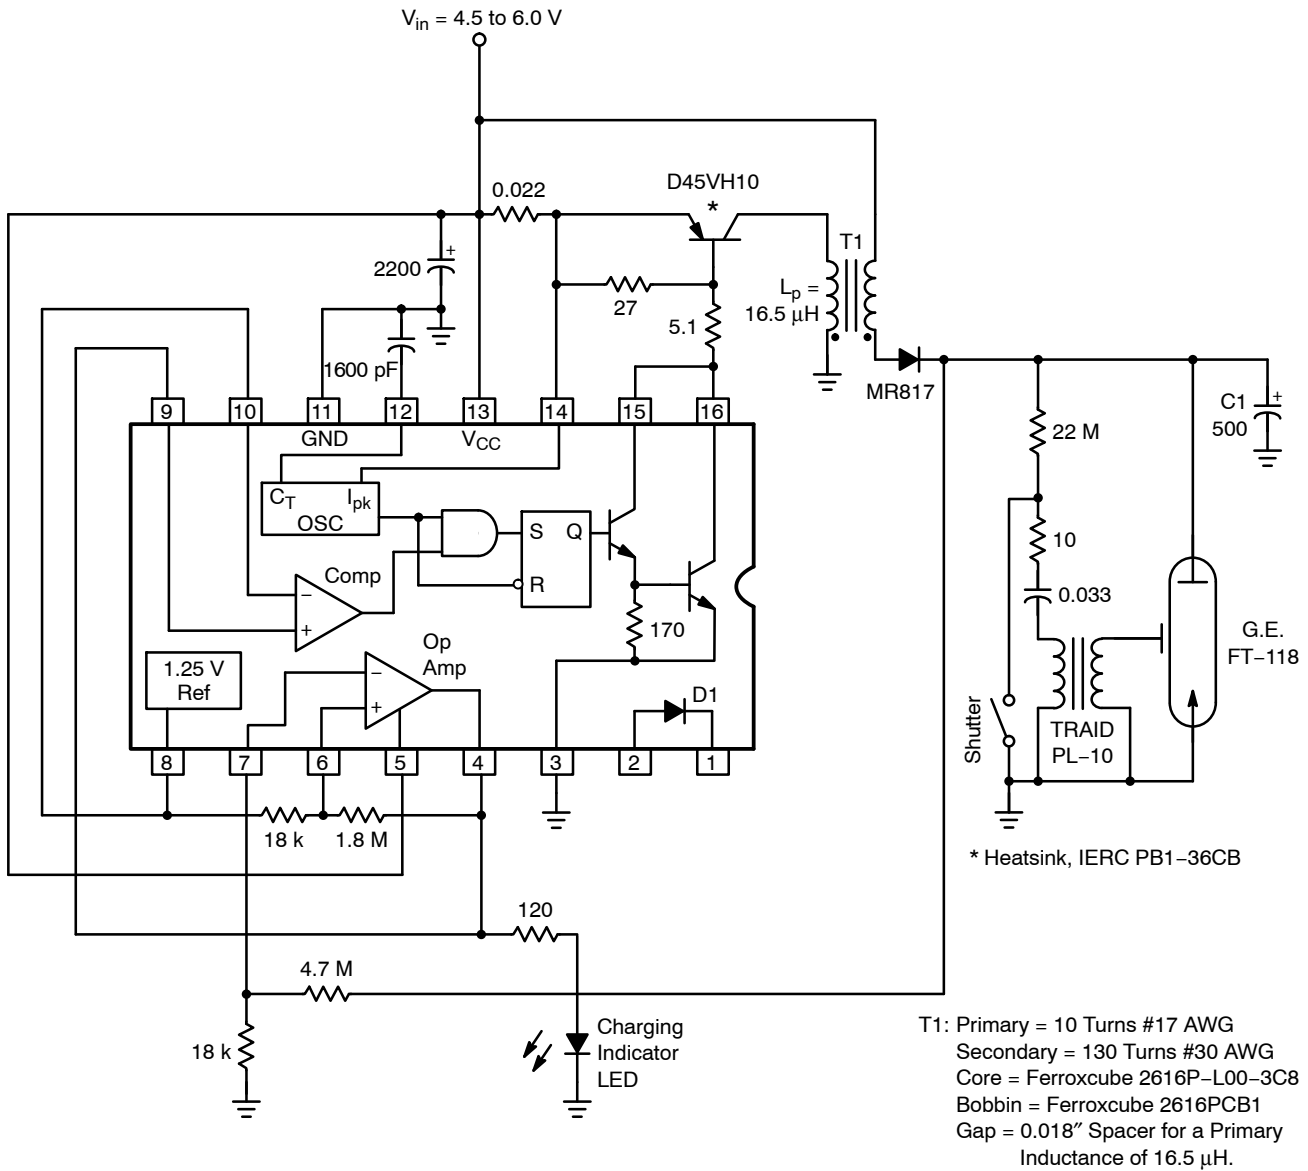 V_in = 4.5 to 6.0 V
D45VH10
*
0.022
T1
+
2200
27
5.1
L_p =
16.5 μH
1600 pF
MR817
22 M
C1
+
500
9
10
11
12
13
14
15
16
GND
V_CC
C_T
I_pk
OSC
S
Q
R
10
Comp
−
+
170
0.033
Op
Amp
−
+
1.25 V
Ref
D1
G.E.
FT−118
Shutter
TRAID
PL−10
8
7
6
5
4
3
2
1
18 k
1.8 M
* Heatsink, IERC PB1−36CB
120
4.7 M
18 k
Charging
Indicator
LED
T1: Primary = 10 Turns #17 AWG
Secondary = 130 Turns #30 AWG
Core = Ferroxcube 2616P−L00−3C8
Bobbin = Ferroxcube 2616PCB1
Gap = 0.018″ Spacer for a Primary
Inductance of 16.5 μH.